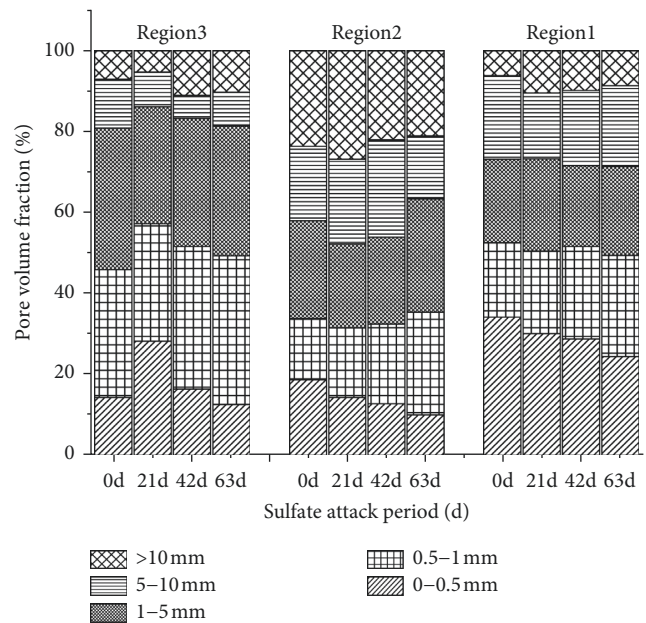 Region3 Region2 Region1
100
80
60
40
20
0
Pore volume fraction (%)
0d 21d 42d 63d 0d 21d 42d 63d 0d 21d 42d 63d
Sulfate attack period (d)
>10 mm
5–10 mm
1–5 mm
0.5–1 mm
0–0.5 mm